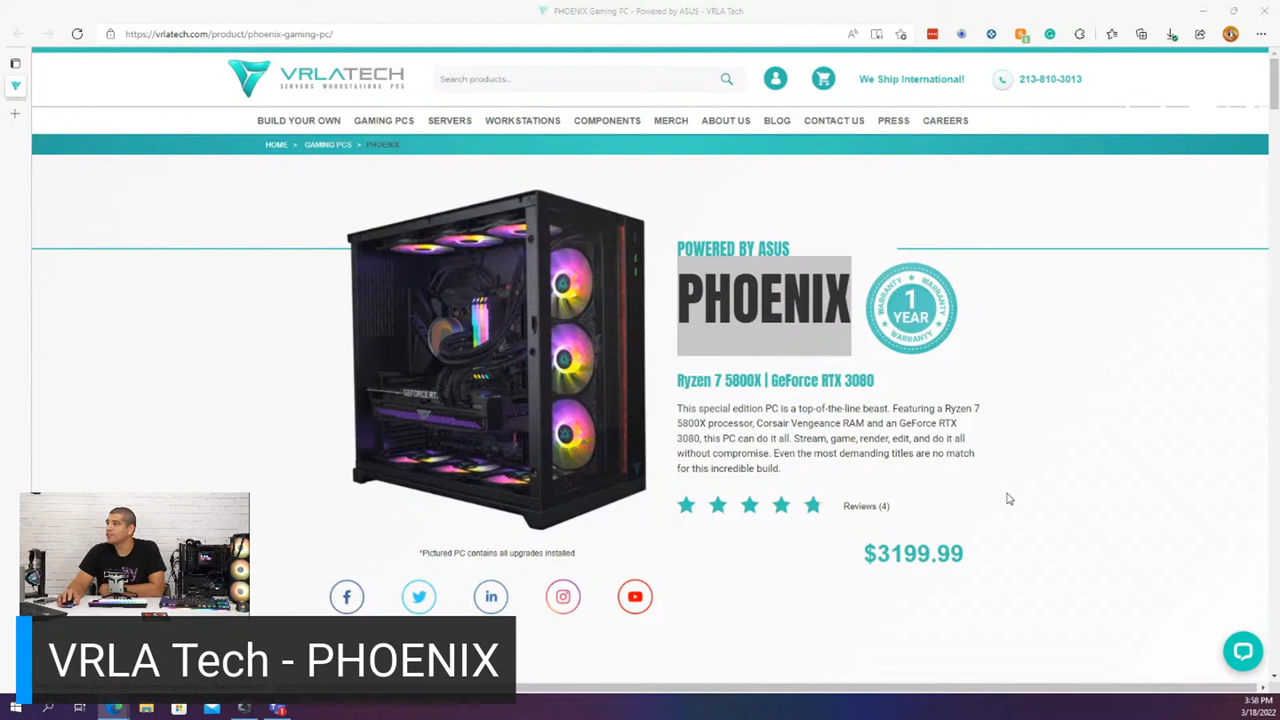 PHOENIX Gaming PC - Powered by ASUS - VRLA Tech
https://vrlatech.com/product/phoenix-gaming-pc/
VRLATECH
SERVERS WORKSTATIONS PCS
Search products...
We Ship International!
213-810-3013
BUILD YOUR OWN GAMING PCS SERVERS WORKSTATIONS COMPONENTS MERCH ABOUT US BLOG CONTACT US PRESS CAREERS
HOME > GAMING PCS > PHOENIX
POWERED BY ASUS
PHOENIX
WARRANTY WARRANTY
1
YEAR
WARRANTY WARRANTY
Ryzen 7 5800X | GeForce RTX 3080
This special edition PC is a top-of-the-line beast. Featuring a Ryzen 7
5800X processor, Corsair Vengeance RAM and an GeForce RTX
3080, this PC can do it all. Stream, game, render, edit, and do it all
without compromise. Even the most demanding titles are no match
for this incredible build.
Reviews (4)
GEFORCE RT
*Pictured PC contains all upgrades installed
$3199.99
VRLA Tech - PHOENIX
3:58 PM
3/18/2022